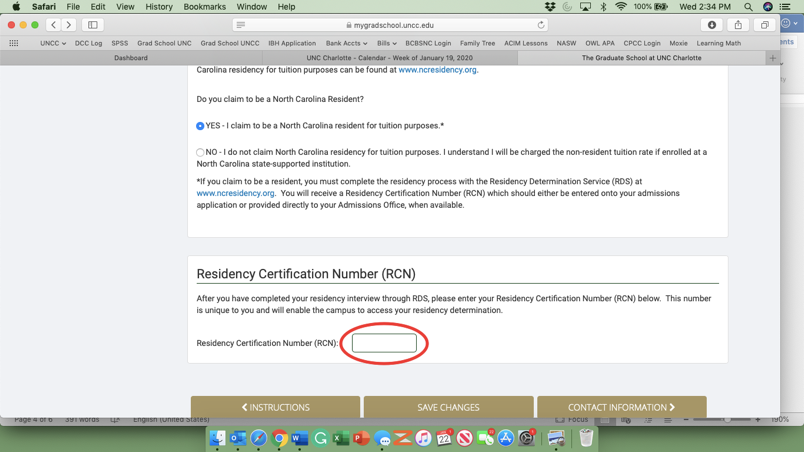 Safari File Edit View History Bookmarks Window Help 100% Wed 2:34 PM
mygradschool.uncc.edu
UNCC DCC Log SPSS Grad School UNC Grad School UNCC IBH Application Bank Accts Bills BCBSNC Login Family Tree ACIM Lessons NASW OWL APA CPCC Login Moxie Learning Math
Dashboard UNC Charlotte - Calendar - Week of January 19, 2020 The Graduate School at UNC Charlotte
Carolina residency for tuition purposes can be found at www.ncresidency.org.
Do you claim to be a North Carolina Resident?
YES - I claim to be a North Carolina resident for tuition purposes.*
NO - I do not claim North Carolina residency for tuition purposes. I understand I will be charged the non-resident tuition rate if enrolled at a
North Carolina state-supported institution.
*If you claim to be a resident, you must complete the residency process with the Residency Determination Service (RDS) at
www.ncresidency.org. You will receive a Residency Certification Number (RCN) which should either be entered onto your admissions
application or provided directly to your Admissions Office, when available.
Residency Certification Number (RCN)
After you have completed your residency interview through RDS, please enter your Residency Certification Number (RCN) below. This number
is unique to you and will enable the campus to access your residency determination.
Residency Certification Number (RCN):
INSTRUCTIONS SAVE CHANGES CONTACT INFORMATION
Page 4 of 6 391 words English (United States) Focus 190%